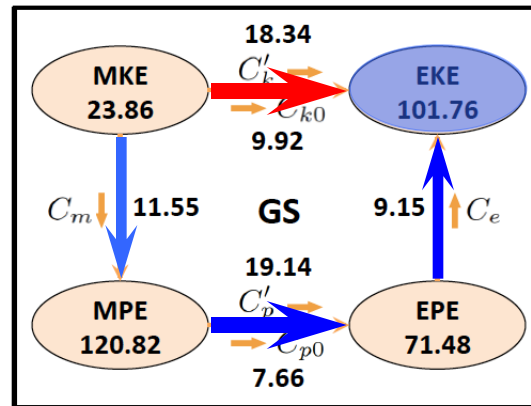 18.34
MKE
23.86
C'k
Ck0
9.92
EKE
101.76
Cm
11.55
GS
9.15
Ce
19.14
MPE
120.82
C'p
Cp0
7.66
EPE
71.48